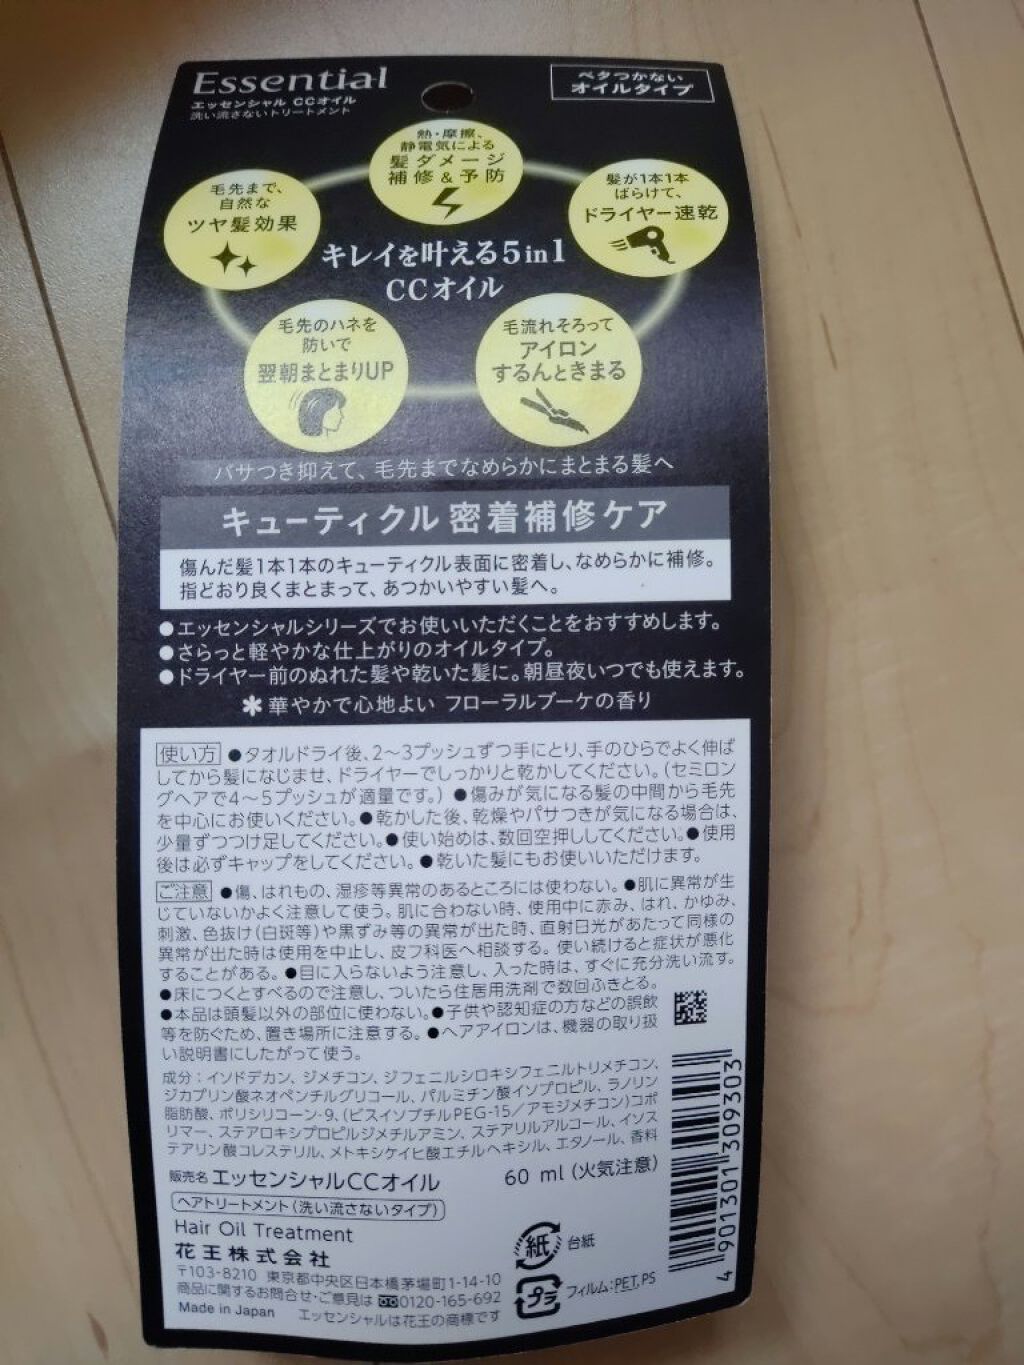 Essential
エッセンシャル CCオイル
洗い流さないトリートメント
ベタつかない
オイルタイプ
熱・摩擦、
静電気による
髪ダメージ
補修&予防
毛先まで、
自然な
ツヤ髪効果
髪が1本1本
ばらけて、
ドライヤー速乾
キレイを叶える5in1
CCオイル
毛先のハネを
防いで
翌朝まとまりUP
毛流れそろって
アイロン
するんときまる
パサつき抑えて、毛先までなめらかにまとまる髪へ
キューティクル密着補修ケア
傷んだ髪1本1本のキューティクル表面に密着し、なめらかに補修。
指どおり良くまとまって、あつかいやすい髪へ。
●エッセンシャルシリーズでお使いいただくことをおすすめします。
●さらっと軽やかな仕上がりのオイルタイプ。
●ドライヤー前のぬれた髪や乾いた髪に。朝昼夜いつでも使えます。
✻華やかで心地よい フローラルブーケの香り
使い方 ●タオルドライ後、2～3プッシュずつ手にとり、手のひらでよく伸ば
してから髪になじませ、ドライヤーでしっかりと乾かしてください。(セミロン
グヘアで4～5プッシュが適量です。) ●傷みが気になる髪の中間から毛先
を中心にお使いください。●乾かした後、乾燥やパサつきが気になる場合は、
少量ずつつけ足してください。●使い始めは、数回空押ししてください。●使用
後は必ずキャップをしてください。●乾いた髪にもお使いいただけます。
ご注意 ●傷、はれもの、湿疹等異常のあるところには使わない。●肌に異常が生
じていないかよく注意して使う。肌に合わない時、使用中に赤み、はれ、かゆみ、
刺激、色抜け(白斑等)や黒ずみ等の異常が出た時、直射日光があたって同様の
異常が出た時は使用を中止し、皮フ科医へ相談する。使い続けると症状が悪化
することがある。●目に入らないよう注意し、入った時は、すぐに充分洗い流す。
●床につくとすべるので注意し、ついたら住居用洗剤で数回ふきとる。
●本品は頭髪以外の部位に使わない。●子供や認知症の方などの誤飲
等を防ぐため、置き場所に注意する。●ヘアアイロンは、機器の取り扱
い説明書にしたがって使う。
成分：イソドデカン、ジメチコン、ジフェニルシロキシフェニルトリメチコン、
ジカプリン酸ネオペンチルグリコール、パルミチン酸イソプロピル、ラノリン
脂肪酸、ポリシリコーン-9、(ビスイソブチルPEG-15/アモジメチコン)コポ
リマー、ステアロキシプロピルジメチルアミン、ステアリルアルコール、イソス
テアリン酸コレステリル、メトキシケイヒ酸エチルヘキシル、エタノール、香料
販売名 エッセンシャルCCオイル
60 ml (火気注意)
ヘアトリートメント(洗い流さないタイプ)
Hair Oil Treatment
花王株式会社
〒103-8210 東京都中央区日本橋茅場町1-14-10
商品に関するお問合せ・ご意見は 0120-165-692
Made in Japan エッセンシャルは花王の商標です
紙 台紙
プラ フィルム:PET, PS
4 901301 309303